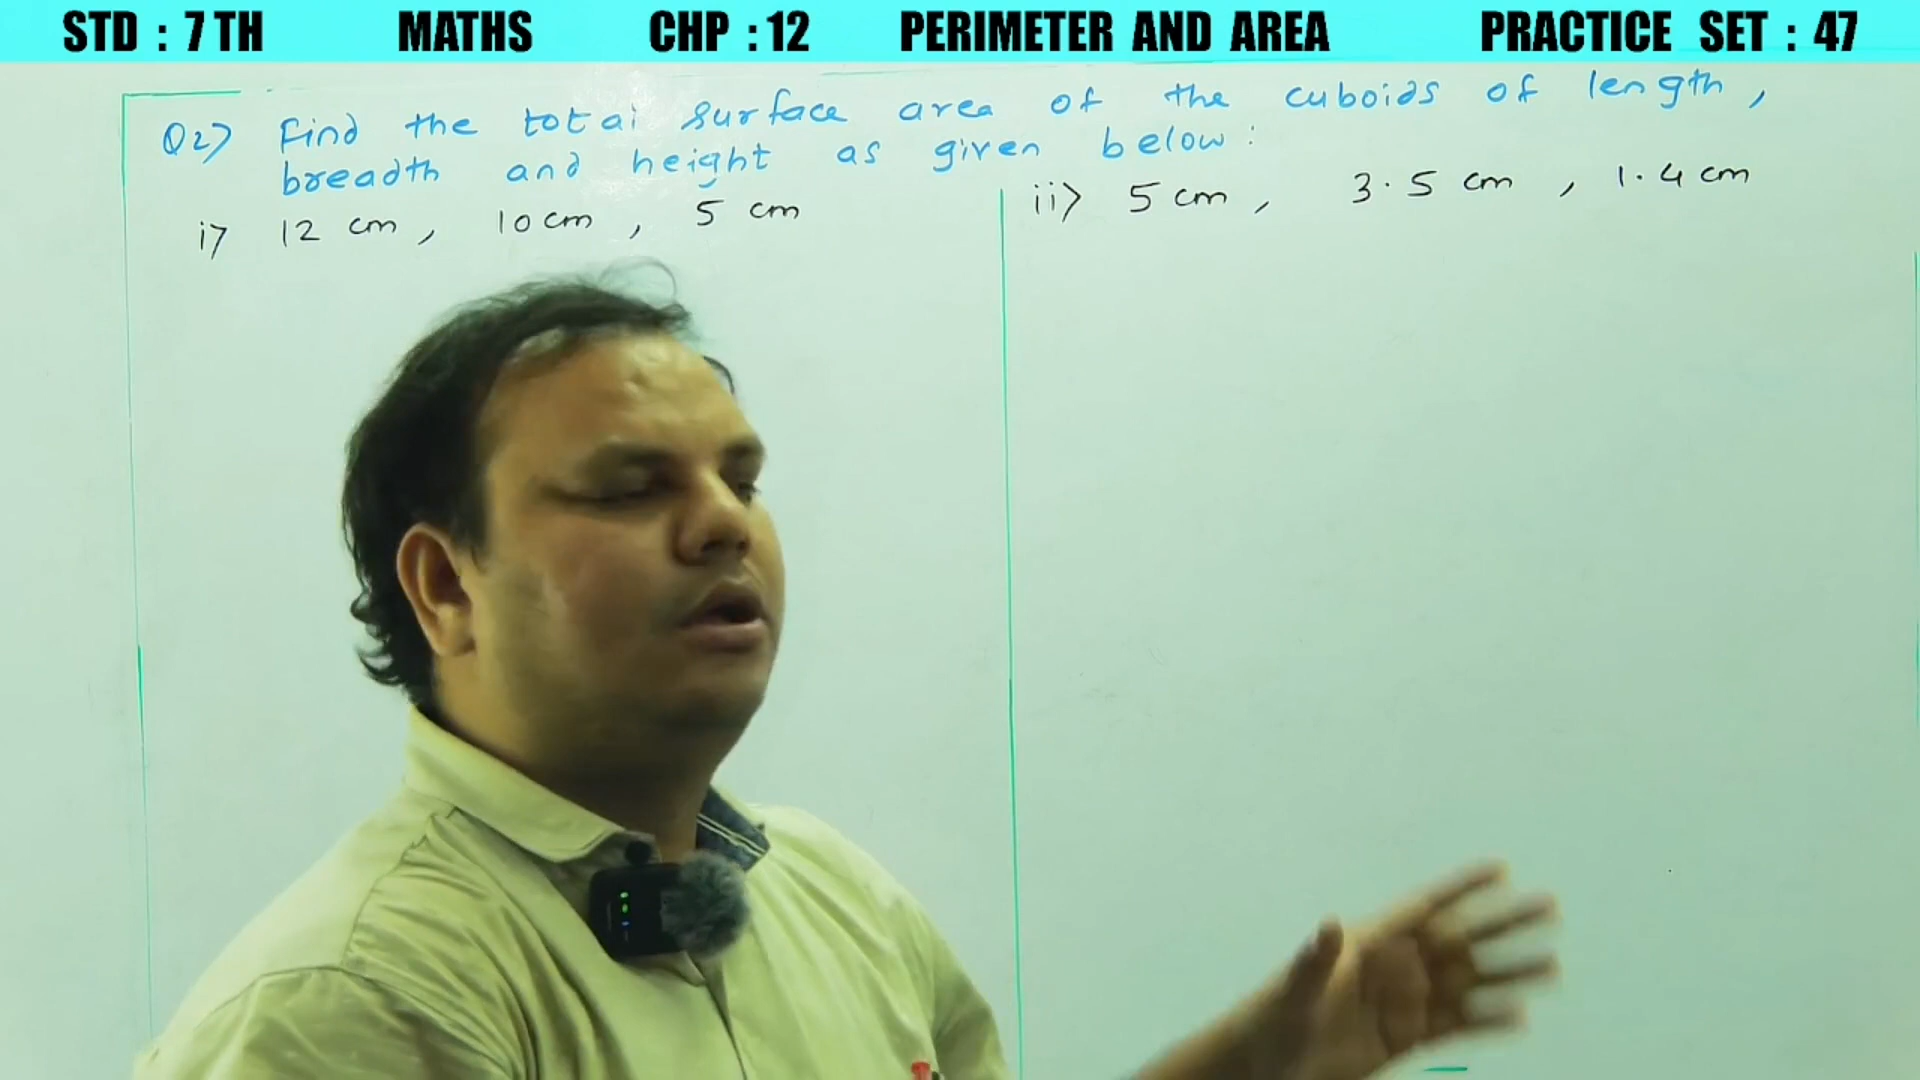 STD : 7 TH MATHS CHP : 12 PERIMETER AND AREA PRACTICE SET : 47
Q2) Find the total surface area of the cuboids of length,
breadth and height as given below:
i) 12 cm, 10 cm, 5 cm
ii) 5 cm, 3.5 cm, 1.4 cm